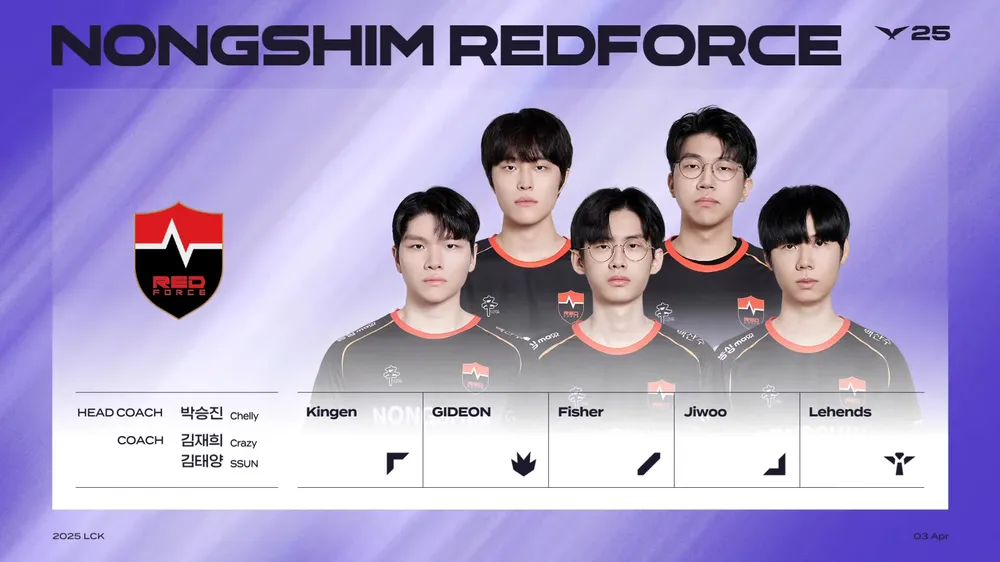 NONGSHIM REDFORCE
25
RED
FORCE
HEAD COACH 박승진 Chelly
COACH 김재희 Crazy
김태양 SSUN
Kingen
GIDEON
Fisher
Jiwoo
Lehends
2025 LCK
03 Apr